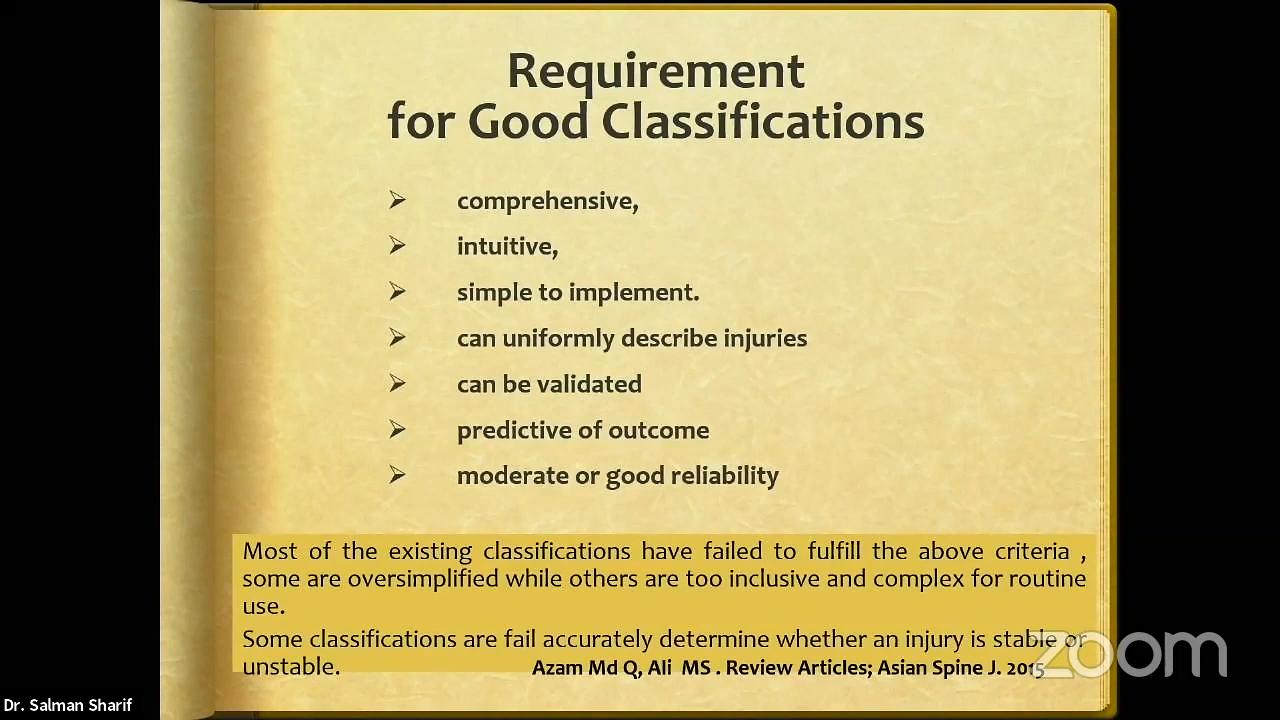 Requirement
for Good Classifications
➢ comprehensive,
➢ intuitive,
➢ simple to implement.
➢ can uniformly describe injuries
➢ can be validated
➢ predictive of outcome
➢ moderate or good reliability
Most of the existing classifications have failed to fulfill the above criteria ,
some are oversimplified while others are too inclusive and complex for routine
use.
Some classifications are fail accurately determine whether an injury is stable or
unstable. Azam Md Q, Ali MS . Review Articles; Asian Spine J. 2015
zoom
Dr. Salman Sharif